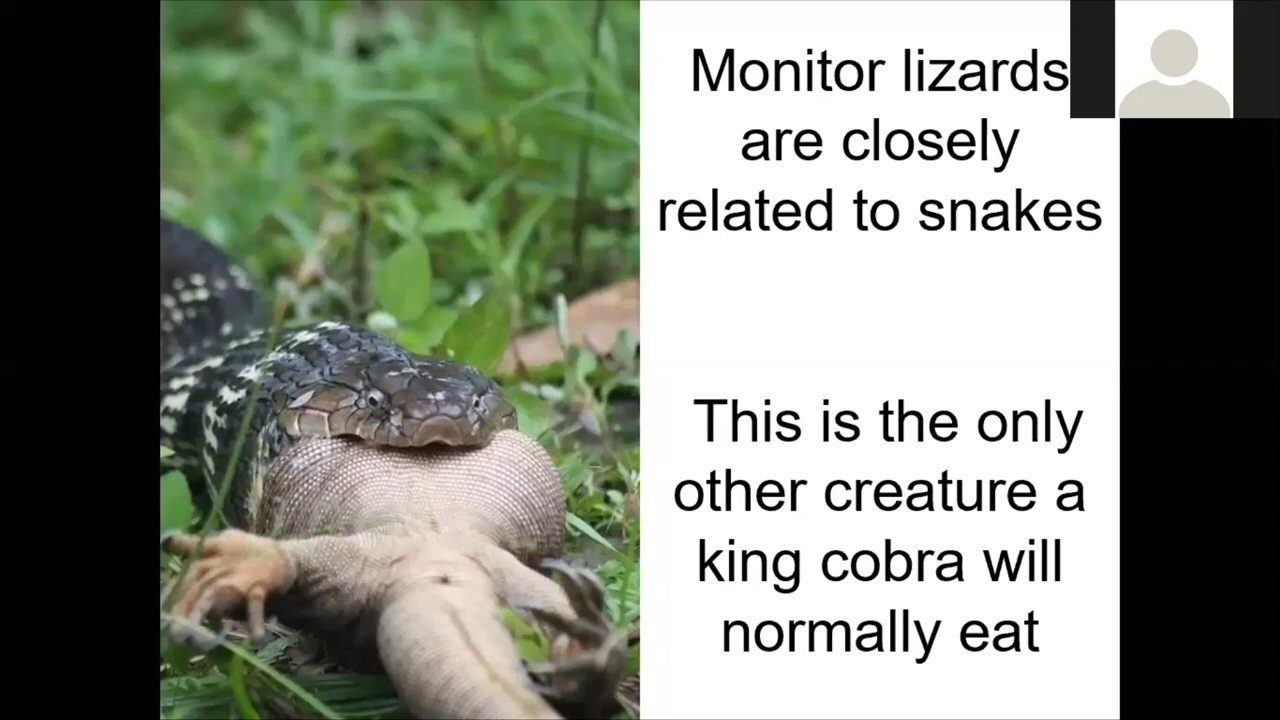 Monitor lizards
are closely
related to snakes
This is the only
other creature a
king cobra will
normally eat